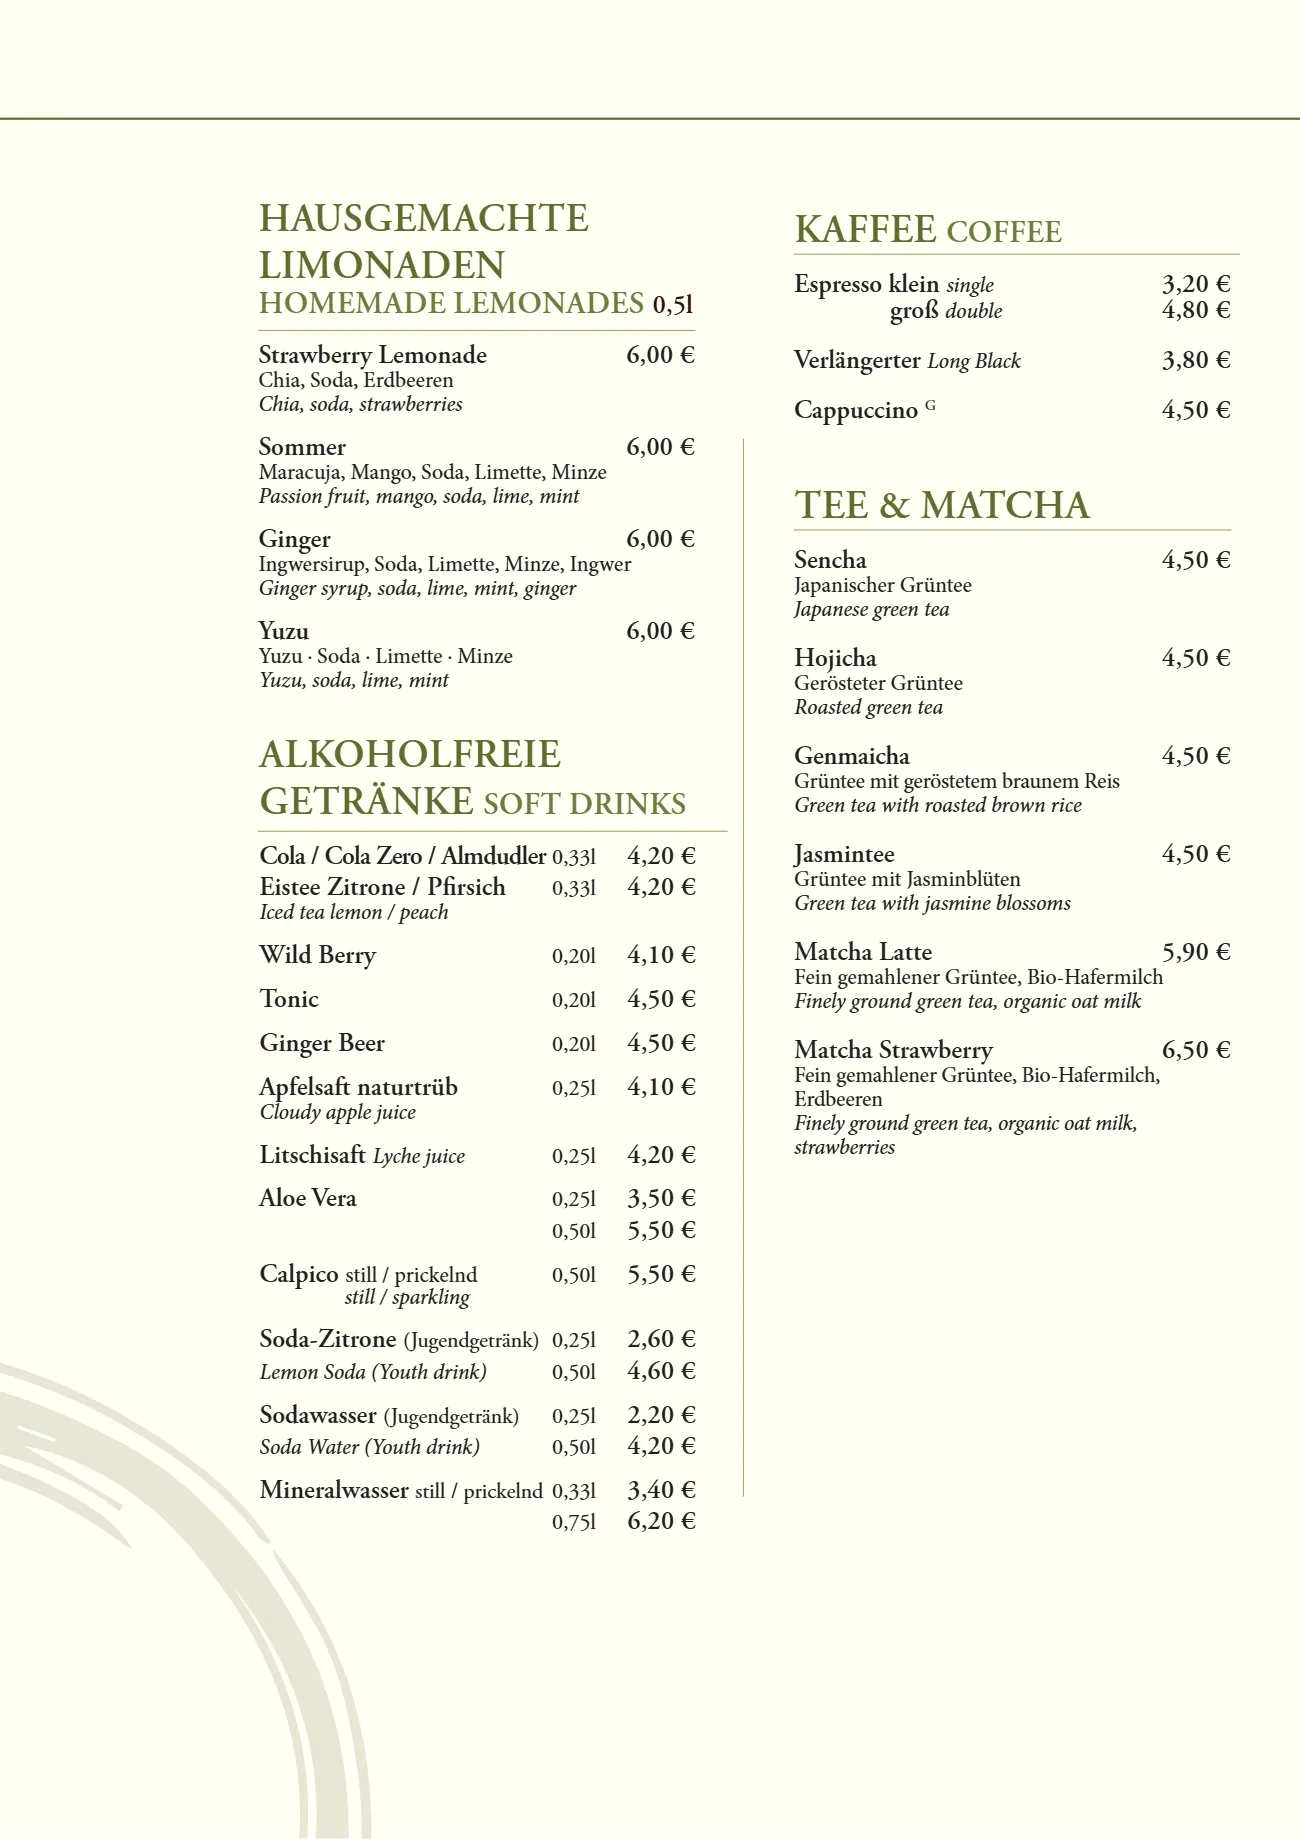 HAUSGEMACHTE
LIMONADEN
HOMEMADE LEMONADES 0,5l
Strawberry Lemonade 6,00 €
Chia, Soda, Erdbeeren
Chia, soda, strawberries
Sommer 6,00 €
Maracuja, Mango, Soda, Limette, Minze
Passion fruit, mango, soda, lime, mint
Ginger 6,00 €
Ingwersirup, Soda, Limette, Minze, Ingwer
Ginger syrup, soda, lime, mint, ginger
Yuzu 6,00 €
Yuzu · Soda · Limette · Minze
Yuzu, soda, lime, mint
ALKOHOLFREIE
GETRÄNKE SOFT DRINKS
Cola / Cola Zero / Almdudler 0,33l 4,20 €
Eistee Zitrone / Pfirsich 0,33l 4,20 €
Iced tea lemon / peach
Wild Berry 0,20l 4,10 €
Tonic 0,20l 4,50 €
Ginger Beer 0,20l 4,50 €
Apfelsaft naturtrüb 0,25l 4,10 €
Cloudy apple juice
Litschisaft Lyche juice 0,25l 4,20 €
Aloe Vera 0,25l 3,50 €
0,50l 5,50 €
Calpico still / prickelnd 0,50l 5,50 €
still / sparkling
Soda-Zitrone (Jugendgetränk) 0,25l 2,60 €
Lemon Soda (Youth drink) 0,50l 4,60 €
Sodawasser (Jugendgetränk) 0,25l 2,20 €
Soda Water (Youth drink) 0,50l 4,20 €
Mineralwasser still / prickelnd 0,33l 3,40 €
0,75l 6,20 €
KAFFEE COFFEE
Espresso klein single 3,20 €
groß double 4,80 €
Verlängerter Long Black 3,80 €
Cappuccino G 4,50 €
TEE & MATCHA
Sencha 4,50 €
Japanischer Grüntee
Japanese green tea
Hojicha 4,50 €
Gerösteter Grüntee
Roasted green tea
Genmaicha 4,50 €
Grüntee mit geröstetem braunem Reis
Green tea with roasted brown rice
Jasmintee 4,50 €
Grüntee mit Jasminblüten
Green tea with jasmine blossoms
Matcha Latte 5,90 €
Fein gemahlener Grüntee, Bio-Hafermilch
Finely ground green tea, organic oat milk
Matcha Strawberry 6,50 €
Fein gemahlener Grüntee, Bio-Hafermilch,
Erdbeeren
Finely ground green tea, organic oat milk,
strawberries